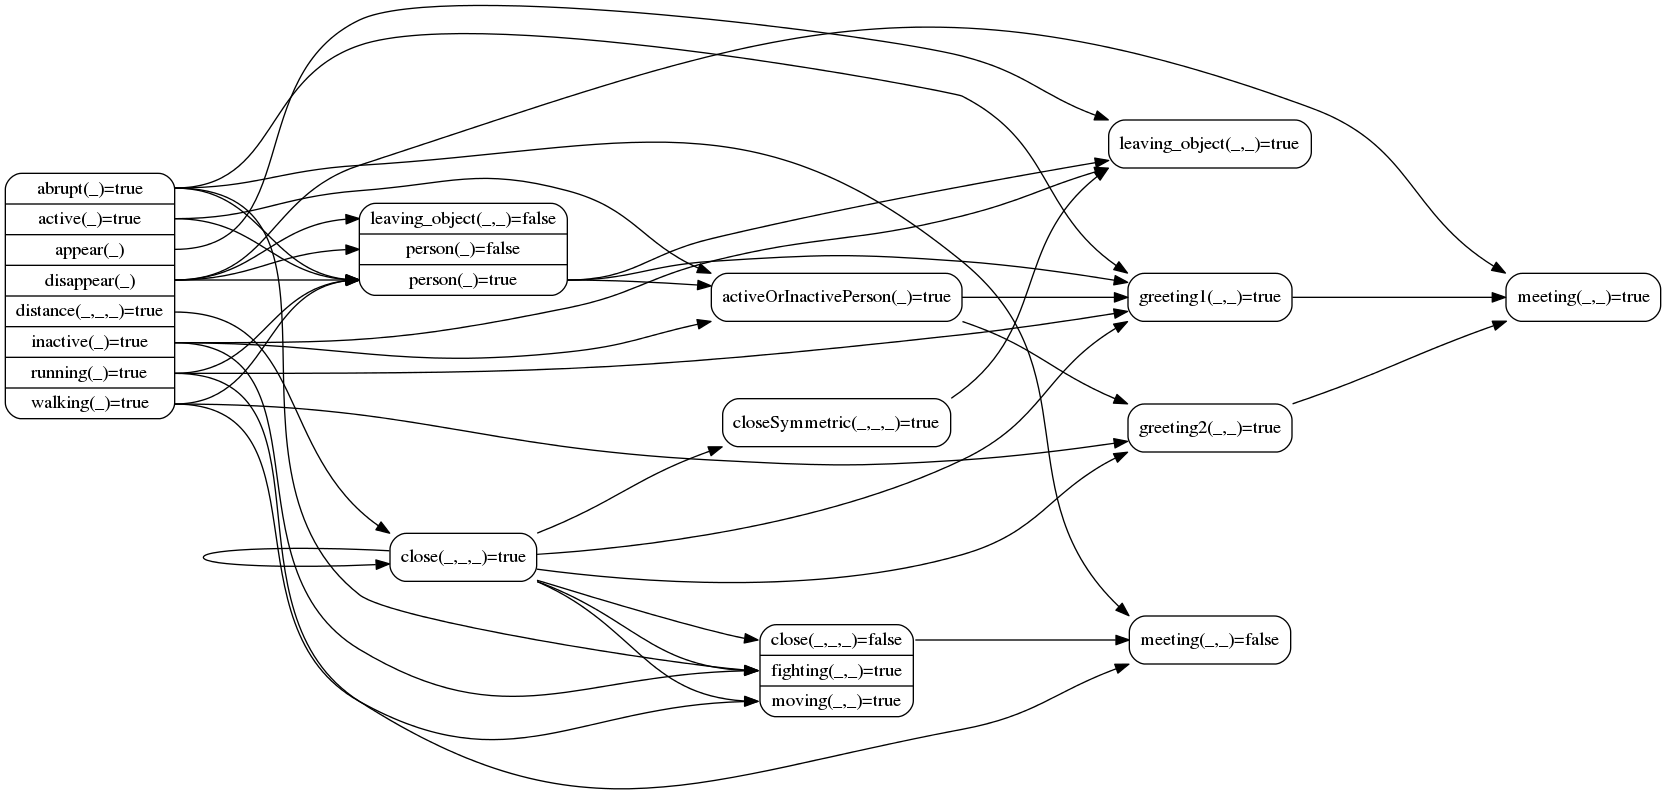 abrupt(_)=true
active(_)=true
appear(_)
disappear(_)
distance(_,_,_)=true
inactive(_)=true
running(_)=true
walking(_)=true
leaving_object(_,_)=false
person(_)=false
person(_)=true
close(_,_,_)=true
activeOrInactivePerson(_)=true
closeSymmetric(_,_,_)=true
close(_,_,_)=false
fighting(_,_)=true
moving(_,_)=true
leaving_object(_,_)=true
greeting1(_,_)=true
greeting2(_,_)=true
meeting(_,_)=false
meeting(_,_)=true